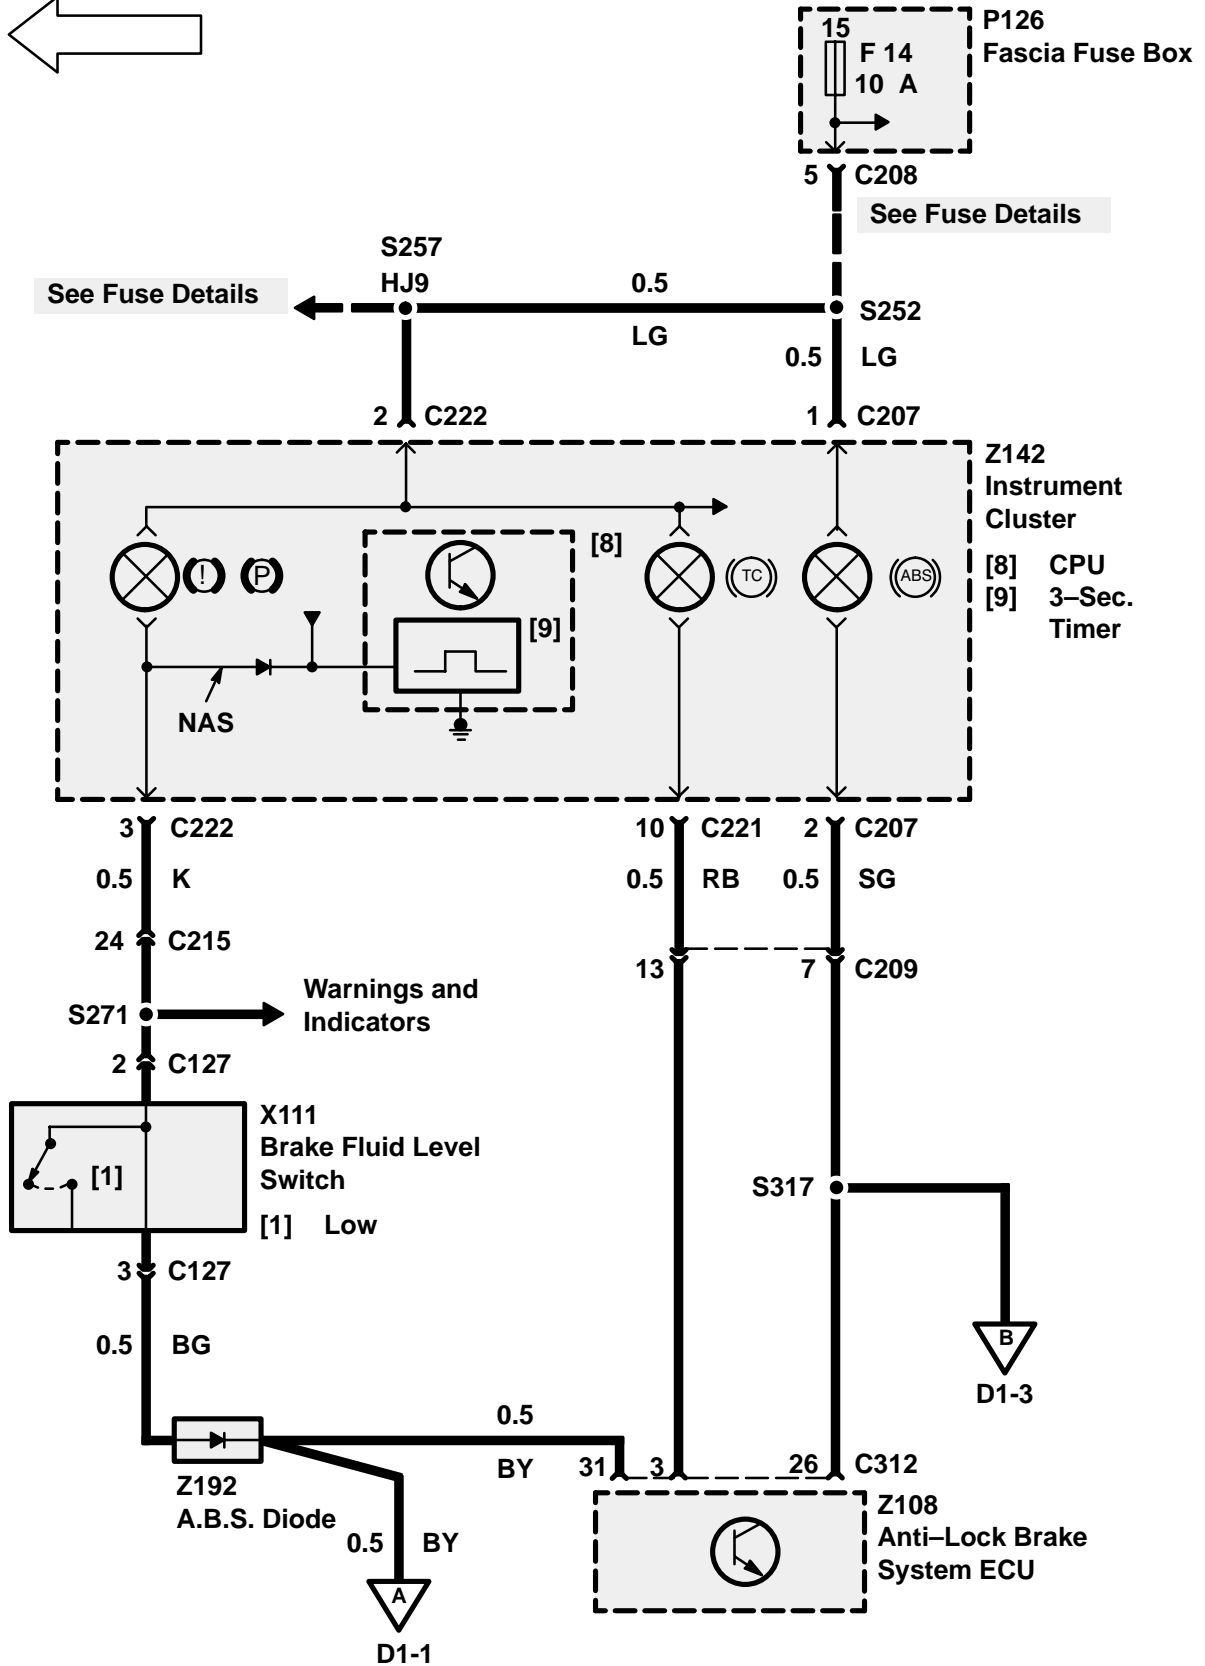 P126
Fascia Fuse Box
15
F 14
10 A
5 C208
See Fuse Details
S257
HJ9
See Fuse Details
0.5
LG
S252
0.5 LG
2 C222
1 C207
Z142
Instrument
Cluster
[8] CPU
[9] 3–Sec.
Timer
[8]
! P
TC
ABS
[9]
NAS
3 C222
10 C221
2 C207
0.5 K
0.5 RB
0.5 SG
24 C215
13
7 C209
S271
Warnings and
Indicators
2 C127
X111
Brake Fluid Level
Switch
[1] Low
[1]
S317
3 C127
0.5 BG
B
D1-3
0.5
BY
31 3 26 C312
Z192
A.B.S. Diode
0.5 BY
A
D1-1
Z108
Anti–Lock Brake
System ECU